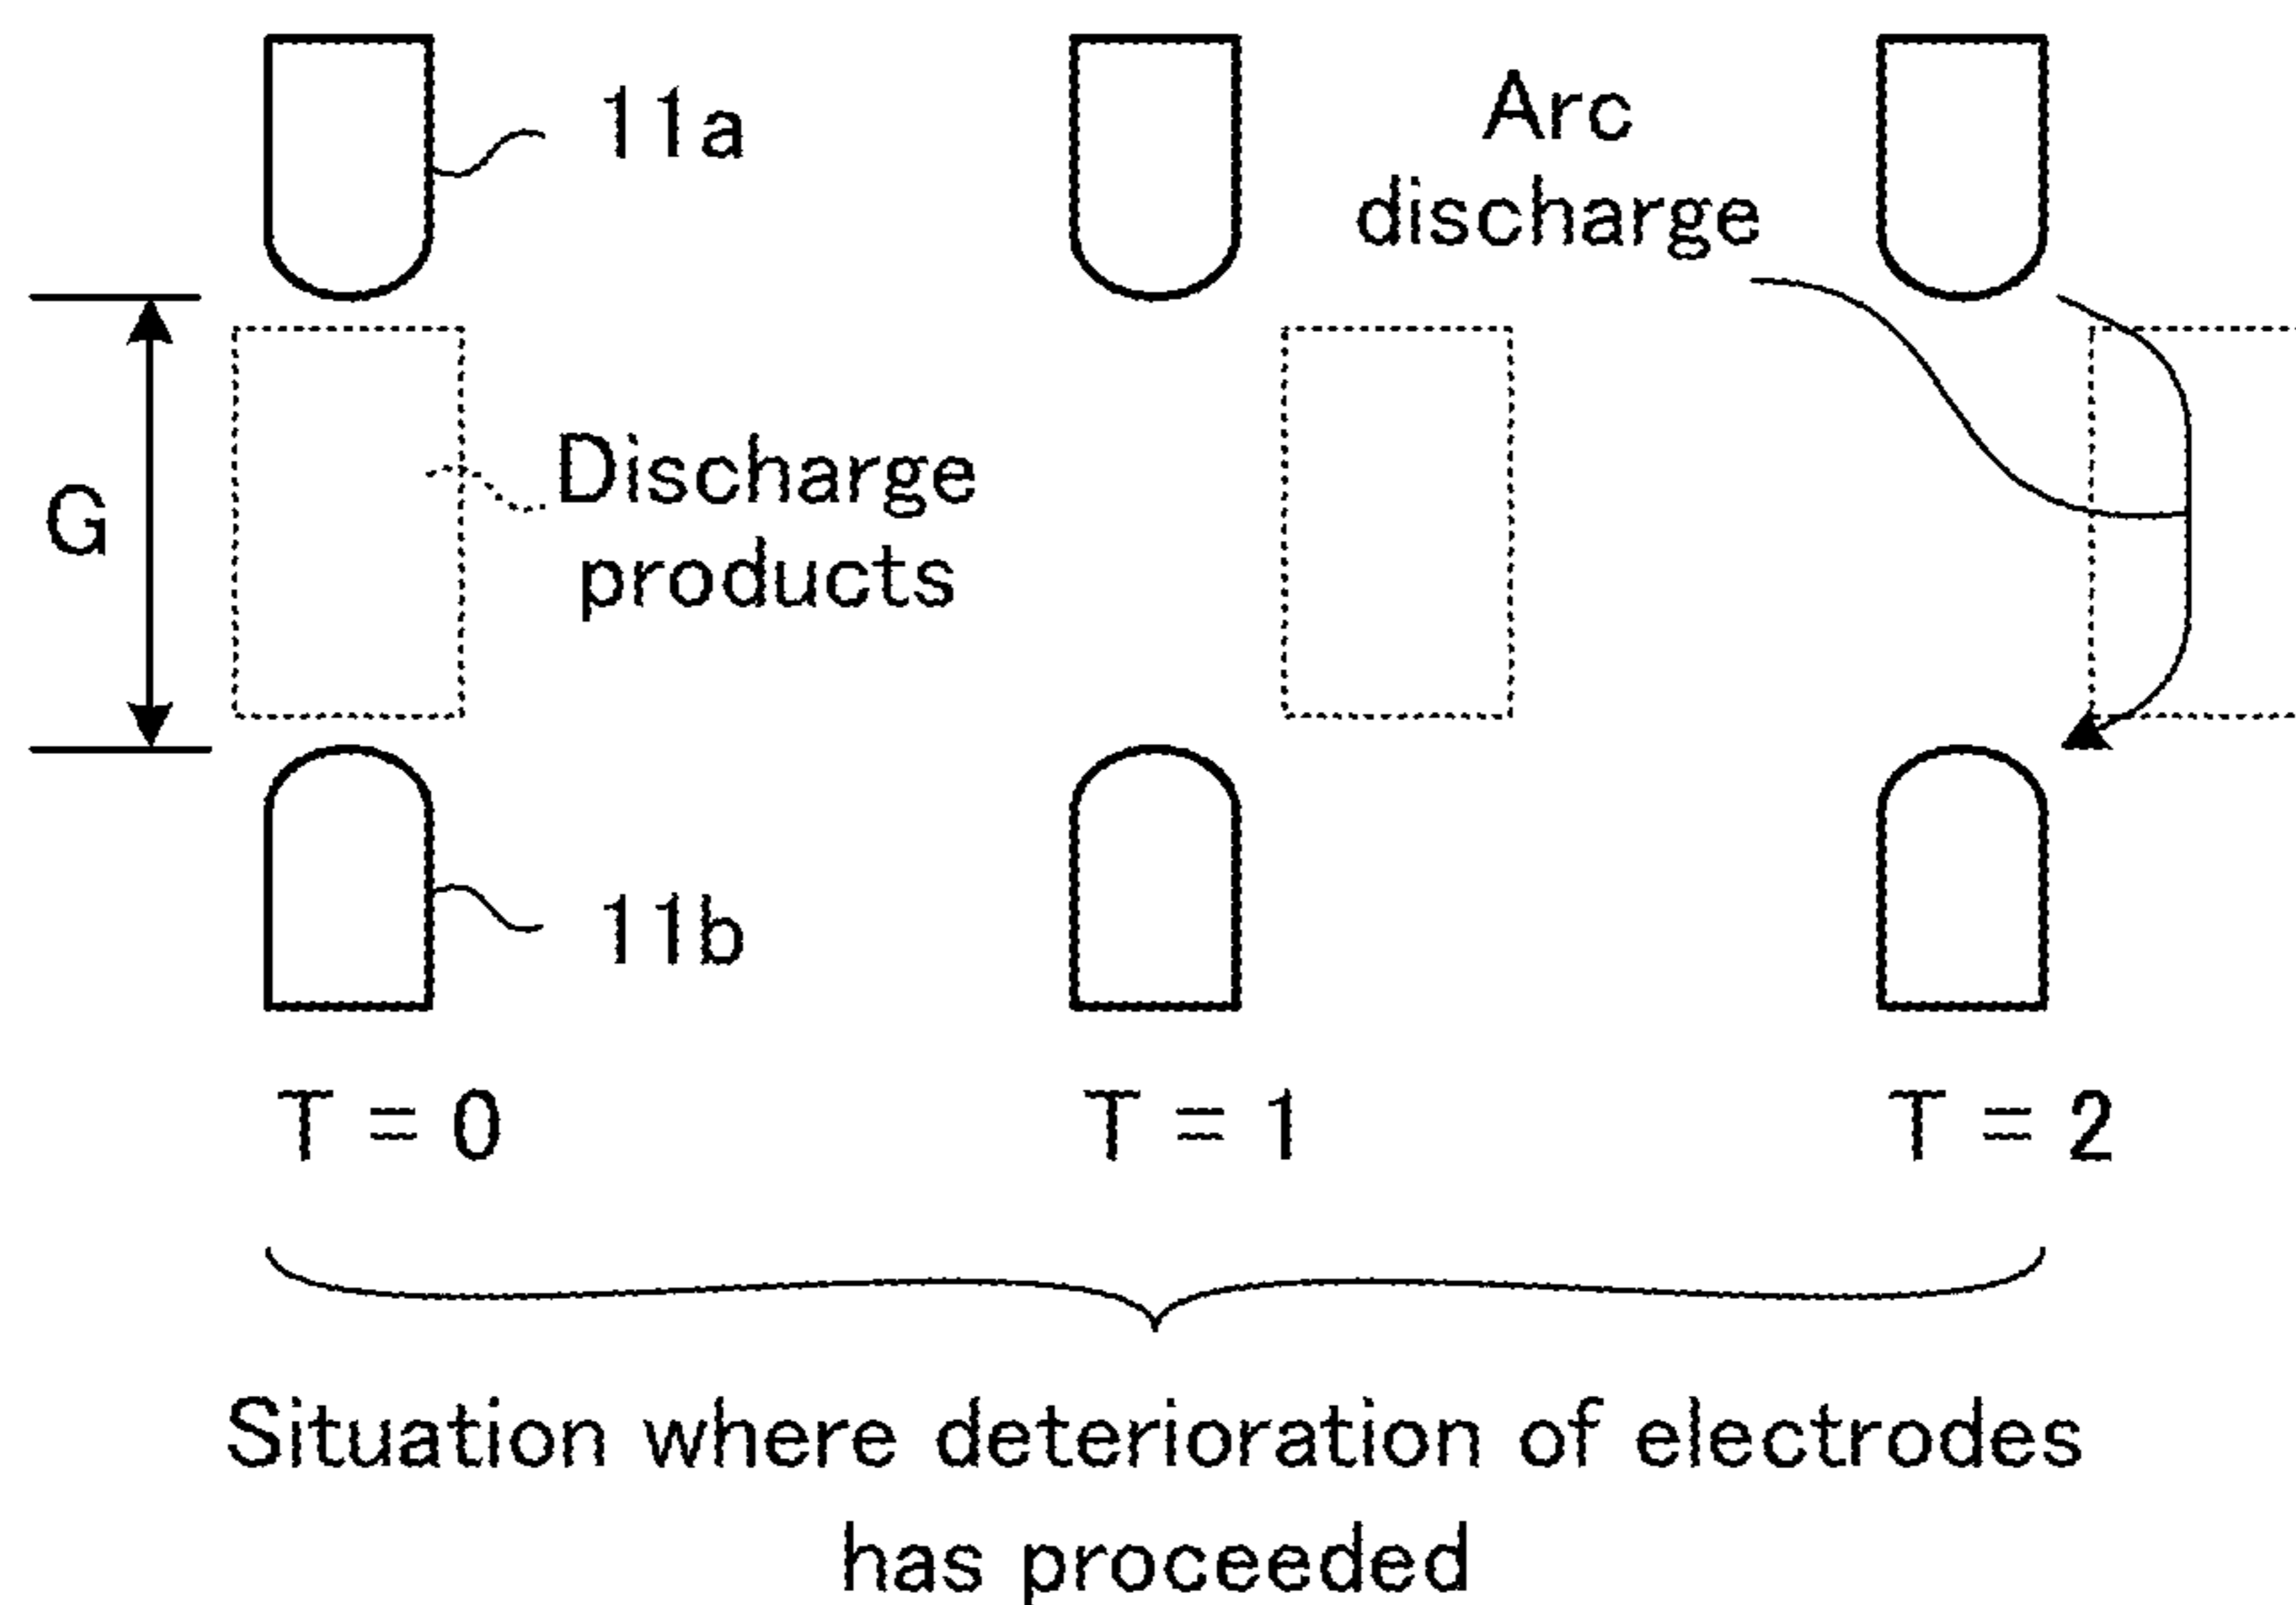 11a
Arc
discharge
G
Discharge
products
11b
T = 0
T = 1
T = 2
Situation where deterioration of electrodes
has proceeded